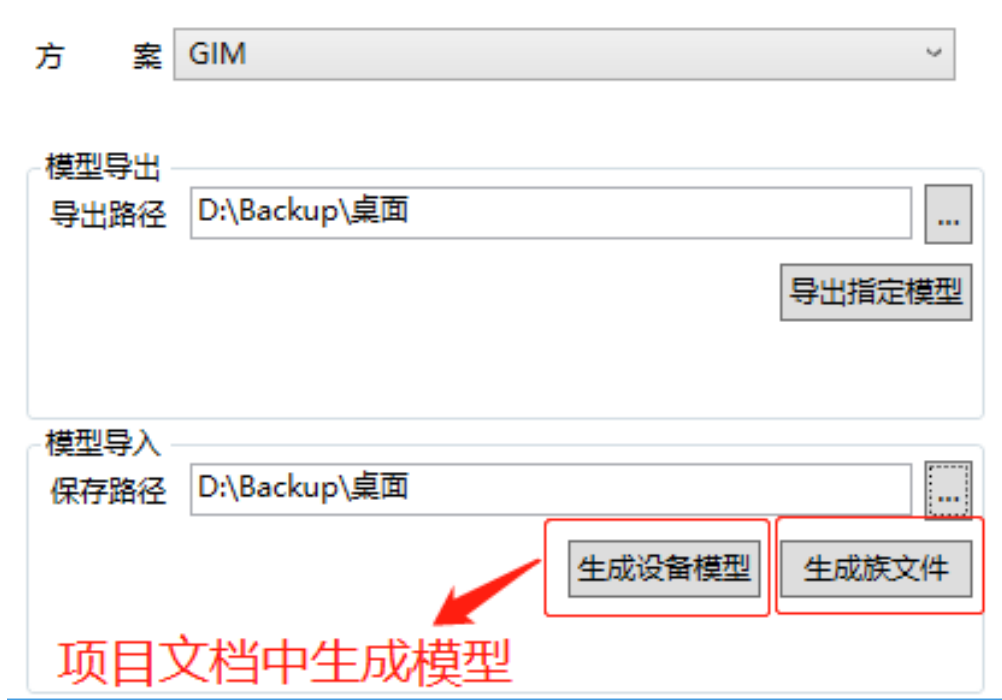 方 案 GIM
模型导出
导出路径 D:\Backup\桌面 ...
导出指定模型
模型导入
保存路径 D:\Backup\桌面 ...
生成设备模型 生成族文件
项目文档中生成模型